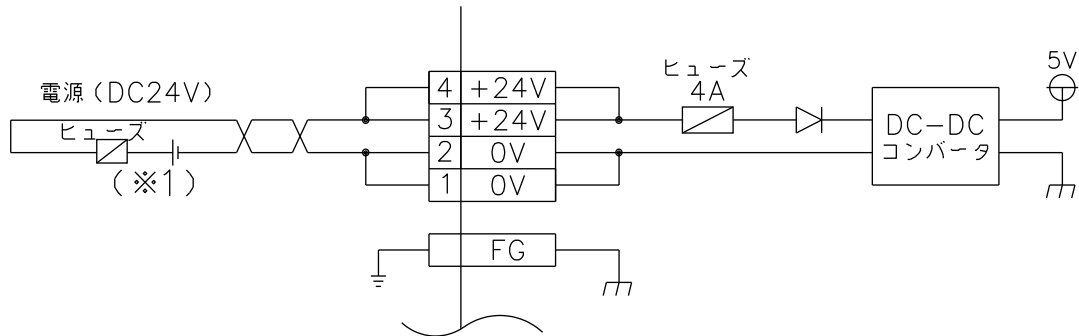 電源(DC24V)
ヒューズ
(※1)
4 +24V
3 +24V
2 0V
1 0V
FG
ヒューズ
4A
DC-DC
コンバータ
5V